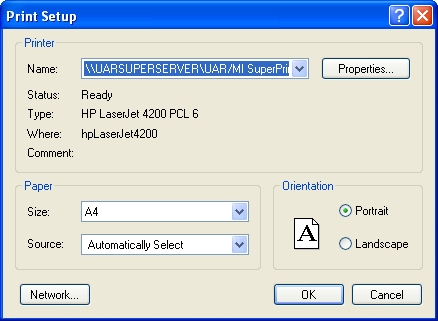 Print Setup
Printer
Name: \\UARSUPERSERVER\UAR/MI SuperPri Properties...
Status: Ready
Type: HP LaserJet 4200 PCL 6
Where: hpLaserJet4200
Comment:
Paper
Size: A4
Source: Automatically Select
Orientation
A
Portrait
Landscape
Network... OK Cancel